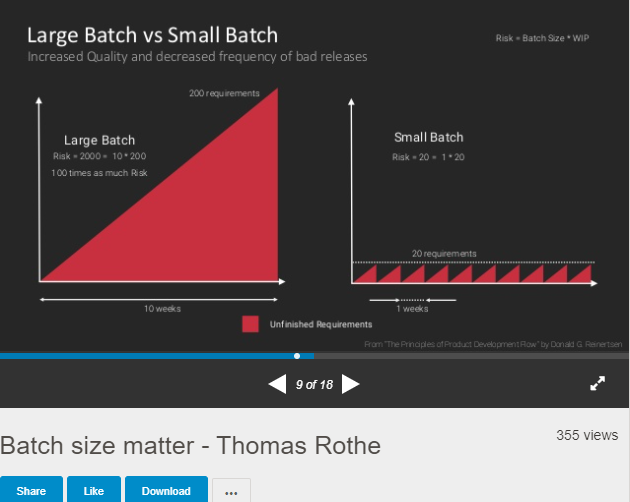 Large Batch vs Small Batch
Risk = Batch Size * WIP
Increased Quality and decreased frequency of bad releases
200 requirements
Large Batch
Risk = 2000 = 10 * 200
100 times as much Risk
Small Batch
Risk = 20 = 1 * 20
20 requirements
10 weeks
1 weeks
Unfinished Requirements
From "The Principles of Product Development Flow" by Donald G. Reinertsen
9 of 18
Batch size matter - Thomas Rothe
355 views
Share
Like
Download
...